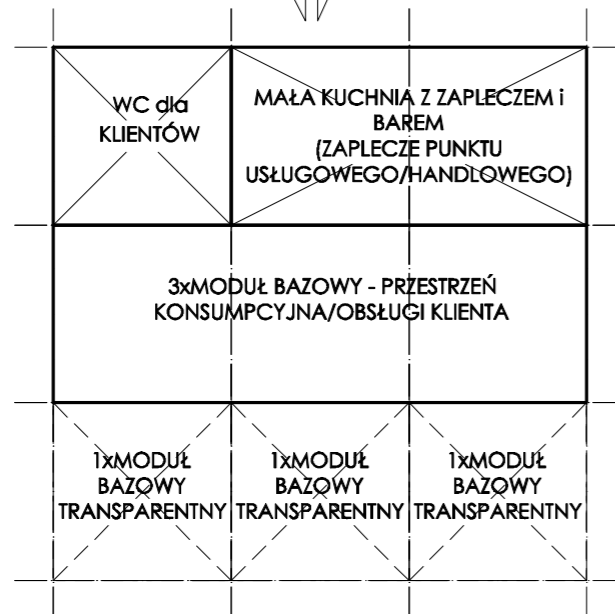 WC dla
KLIENTÓW
MAŁA KUCHNIA Z ZAPLECZEM i
BAREM
(ZAPLECZE PUNKTU
USŁUGOWEGO/HANDLOWEGO)
3xMODUŁ BAZOWY - PRZESTRZEŃ
KONSUMPCYJNA/OBSŁUGI KLIENTA
1xMODUŁ
BAZOWY
TRANSPARENTNY
1xMODUŁ
BAZOWY
TRANSPARENTNY
1xMODUŁ
BAZOWY
TRANSPARENTNY